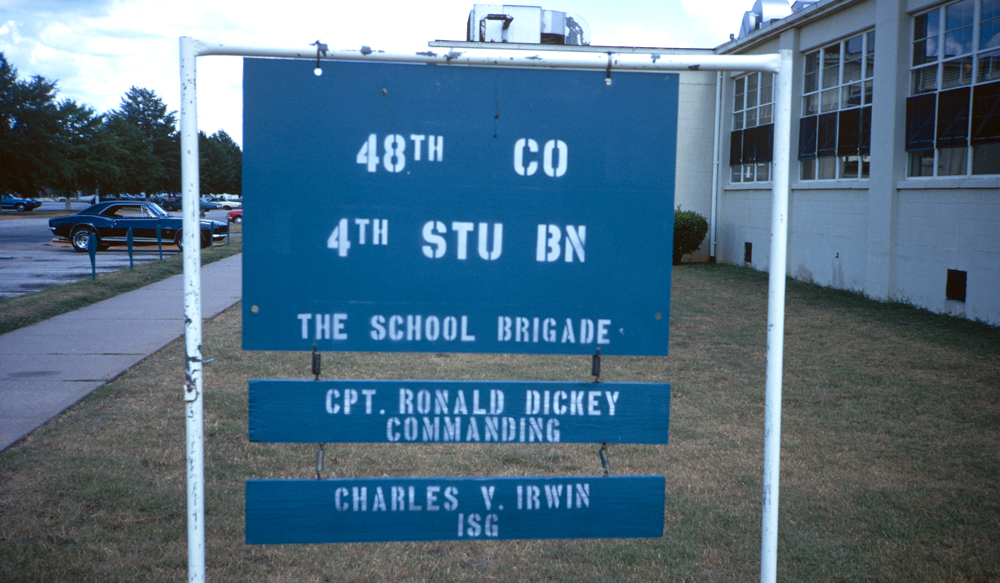 48TH CO
4TH STU BN
THE SCHOOL BRIGADE
CPT. RONALD DICKEY
COMMANDING
CHARLES V. IRWIN
1SG